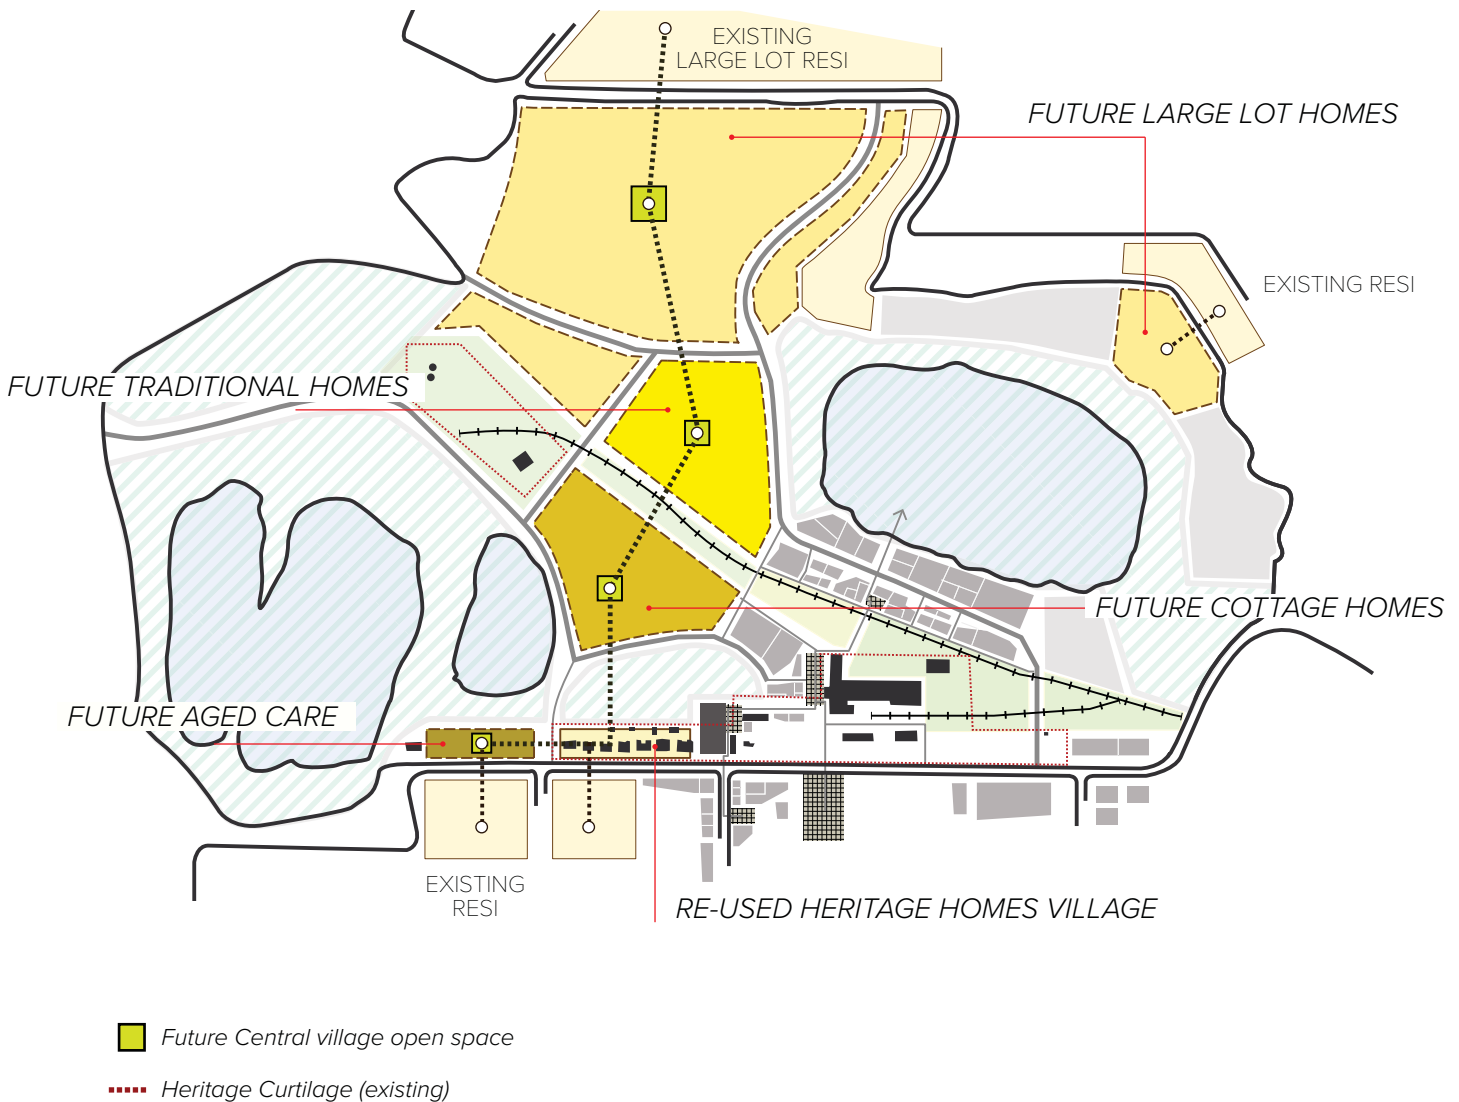 EXISTING
LARGE LOT RESI
FUTURE LARGE LOT HOMES
EXISTING RESI
FUTURE TRADITIONAL HOMES
FUTURE COTTAGE HOMES
FUTURE AGED CARE
EXISTING
RESI
RE-USED HERITAGE HOMES VILLAGE
Future Central village open space
Heritage Curtilage (existing)